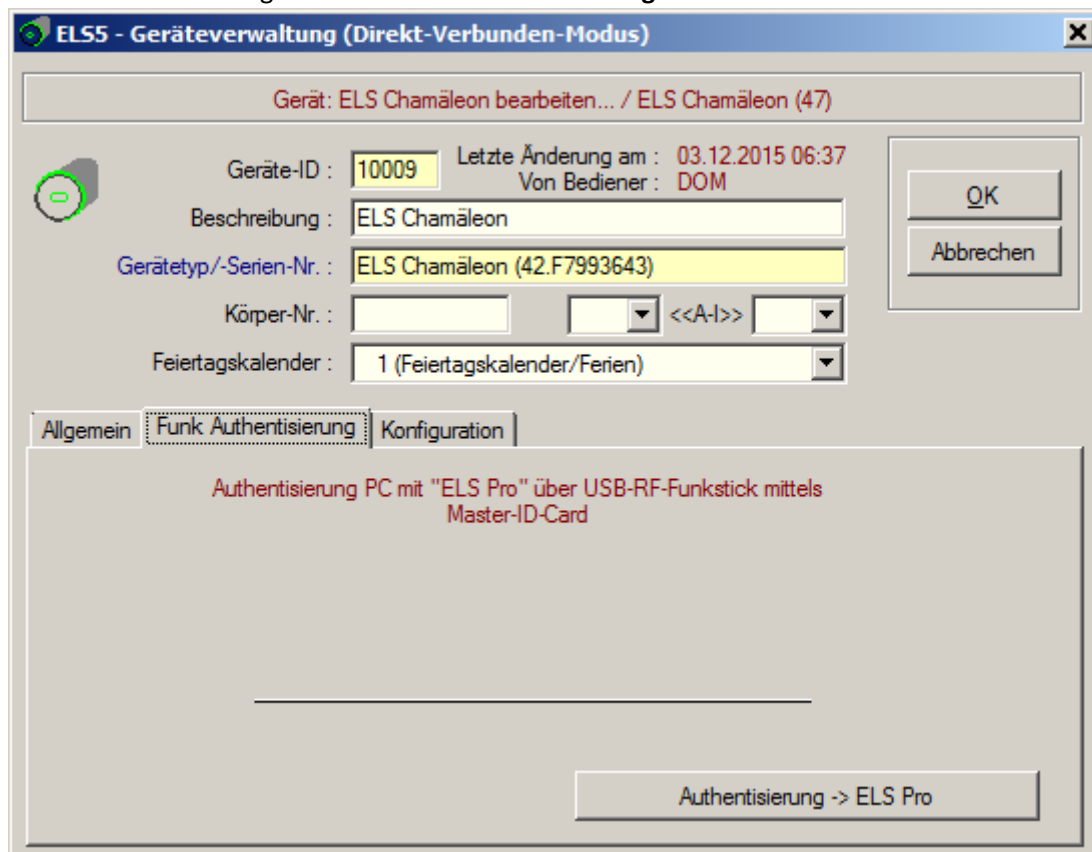 ELS5 - Geräteverwaltung (Direkt-Verbunden-Modus)
Gerät: ELS Chamäleon bearbeiten... / ELS Chamäleon (47)
Geräte-ID : 10009 Letzte Änderung am : 03.12.2015 06:37
Von Bediener : DOM
OK
Beschreibung : ELS Chamäleon
Abbrechen
Gerätetyp/-Serien-Nr. : ELS Chamäleon (42.F7993643)
Körper-Nr. : <<A-I>>
Feiertagskalender : 1 (Feiertagskalender/Ferien)
Allgemein Funk Authentisierung Konfiguration
Authentisierung PC mit "ELS Pro" über USB-RF-Funkstick mittels
Master-ID-Card
Authentisierung -> ELS Pro